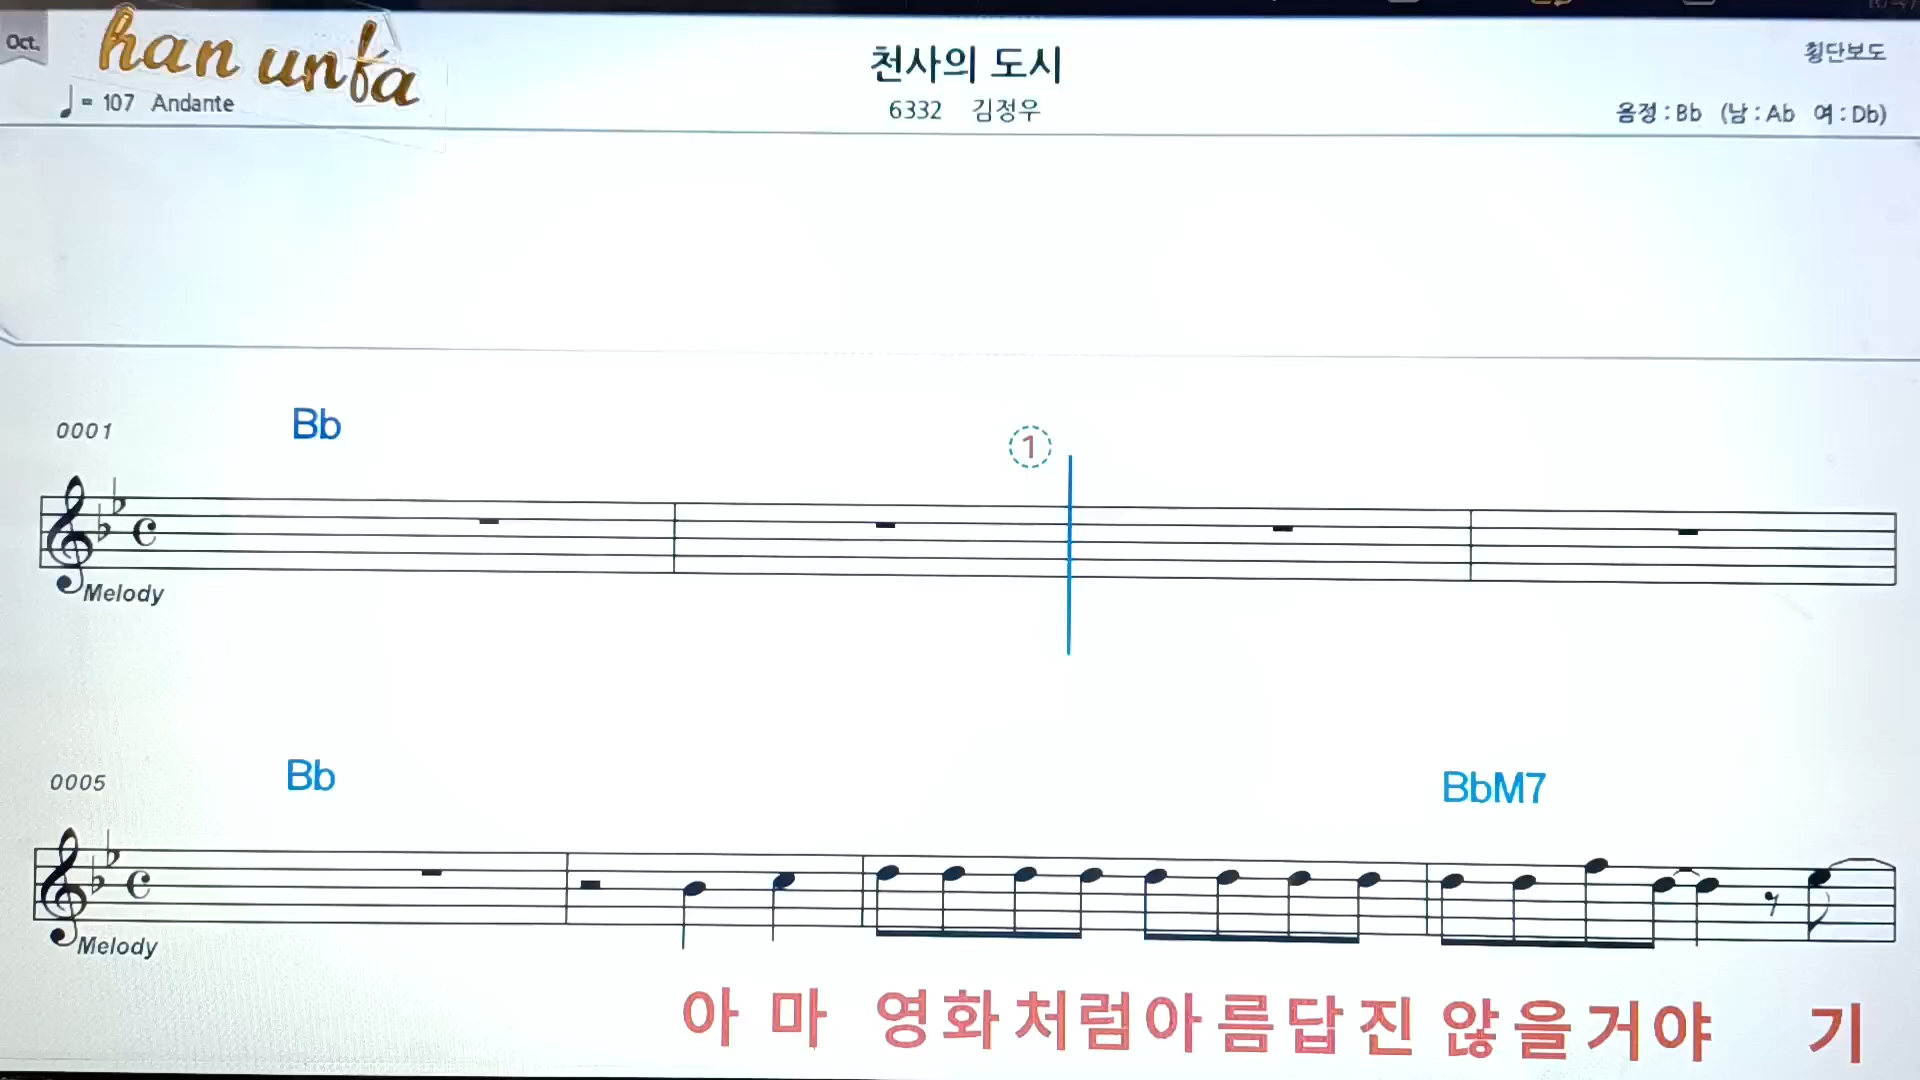 Oct.
han unfa
천사의 도시
횡단보도
♩= 107 Andante
6332 김정우
음정 : Bb (남 : Ab 여 : Db)
0001
Bb
1
Melody
0005
Bb
BbM7
Melody
아 마 영화처럼아름답진 않을거야 기